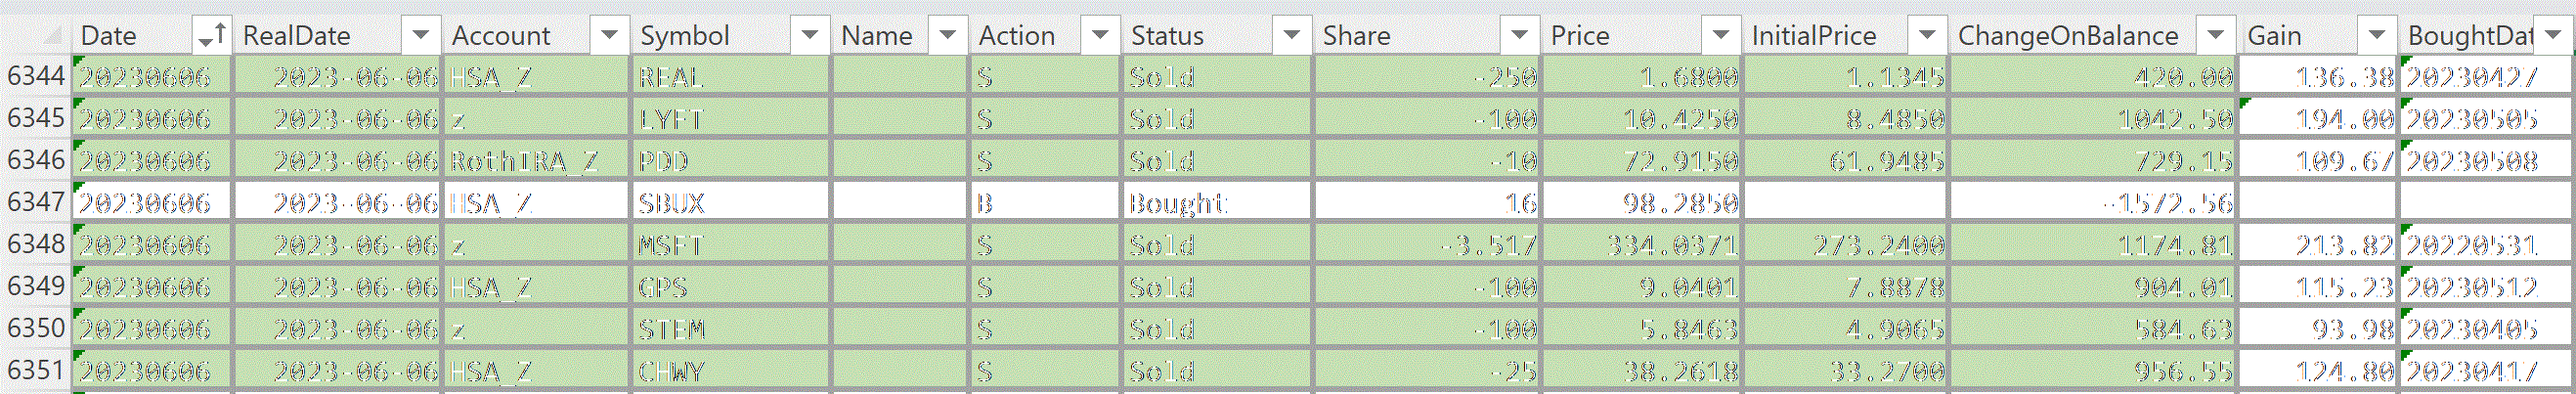 Date RealDate Account Symbol Name Action Status Share Price InitialPrice ChangeOnBalance Gain BoughtDat
6344 20230606 2023-06-06 HSA_Z REAL S Sold -250 1.6800 1.1345 420.00 136.38 20230427
6345 20230606 2023-06-06 z LYFT S Sold -100 10.4250 8.4850 1042.50 194.00 20230505
6346 20230606 2023-06-06 RothIRA_Z PDD S Sold -10 72.9150 61.9485 729.15 109.67 20230508
6347 20230606 2023-06-06 HSA_Z SBUX B Bought 16 98.2850 -1572.56
6348 20230606 2023-06-06 z MSFT S Sold -3.517 334.0371 273.2400 1174.81 213.82 20220531
6349 20230606 2023-06-06 HSA_Z GPS S Sold -100 9.0401 7.8878 904.01 115.23 20230512
6350 20230606 2023-06-06 z STEM S Sold -100 5.8463 4.9065 584.63 93.98 20230405
6351 20230606 2023-06-06 HSA_Z CHWY S Sold -25 38.2618 33.2700 956.55 124.80 20230417